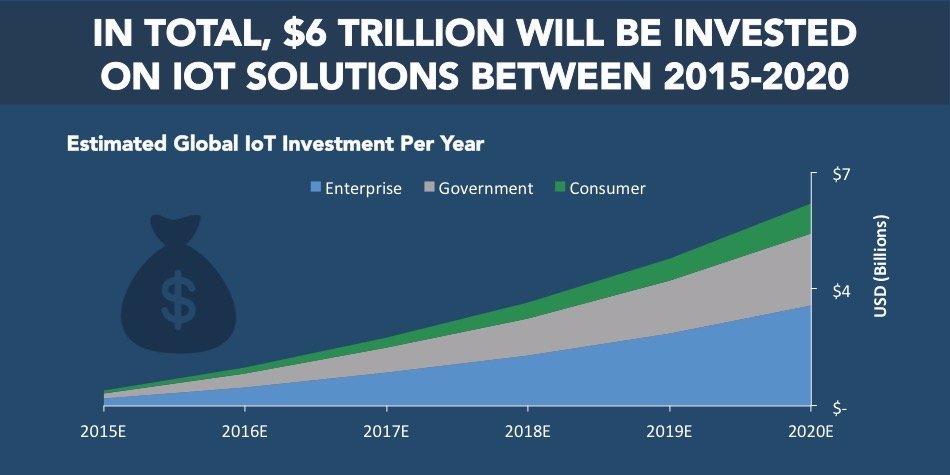 IN TOTAL, $6 TRILLION WILL BE INVESTED
ON IOT SOLUTIONS BETWEEN 2015-2020
Estimated Global IoT Investment Per Year
Enterprise Government Consumer
$7
$4
$-
USD (Billions)
$
2015E 2016E 2017E 2018E 2019E 2020E